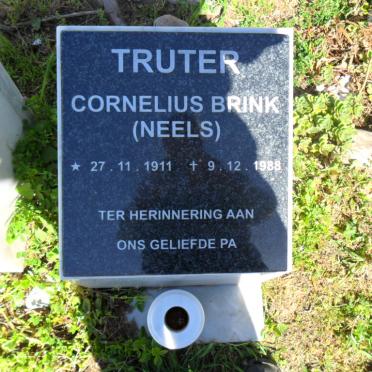 TRUTER
CORNELIUS BRINK
(NEELS)
★ 27 . 11 . 1911 ✝ 9 . 12 . 1988
TER HERINNERING AAN
ONS GELIEFDE PA